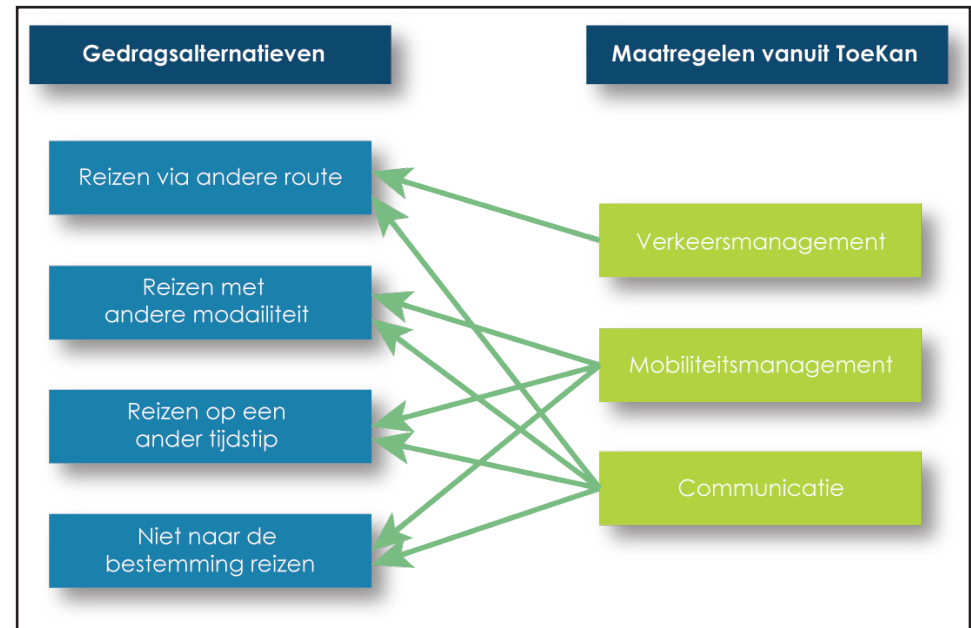 Gedragsalternatieven
Maatregelen vanuit ToeKan
Reizen via andere route
Reizen met
andere modailiteit
Reizen op een
ander tijdstip
Niet naar de
bestemming reizen
Verkeersmanagement
Mobiliteitsmanagement
Communicatie